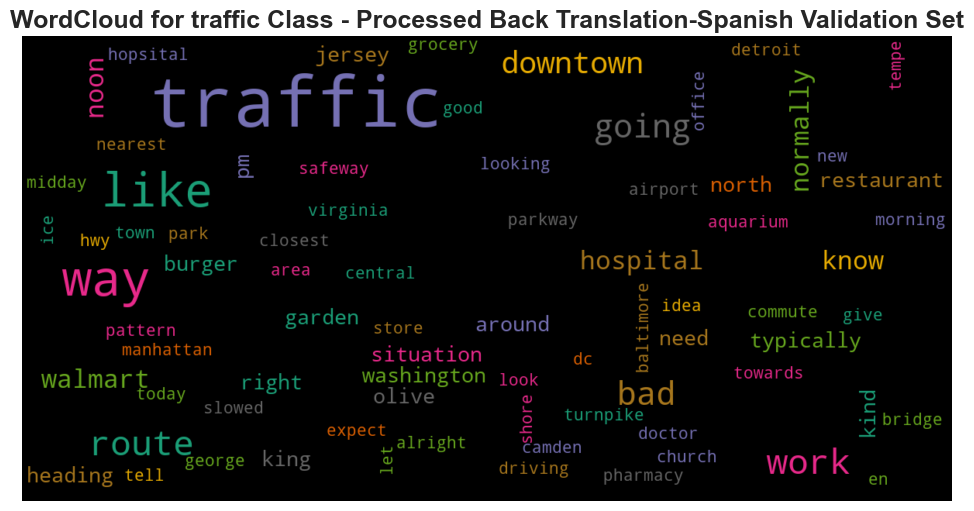 WordCloud for traffic Class - Processed Back Translation-Spanish Validation Set
grocery
hopsital
jersey
detroit
tempe
downtown
noon
traffic
good
office
normally
going
nearest
pm
safeway
looking
new
midday
like
airport
north
restaurant
virginia
parkway
aquarium
morning
ice
hwy
town
park
closest
burger
area
central
hospital
know
way
garden
store
around
baltimore
idea
commute
give
pattern
manhattan
situation
need
typically
dc
walmart
today
right
washington
look
towards
olive
bad
slowed
shore
turnpike
kind
bridge
route
expect
alright
camden
doctor
church
george
king
let
work
heading
tell
driving
pharmacy
en